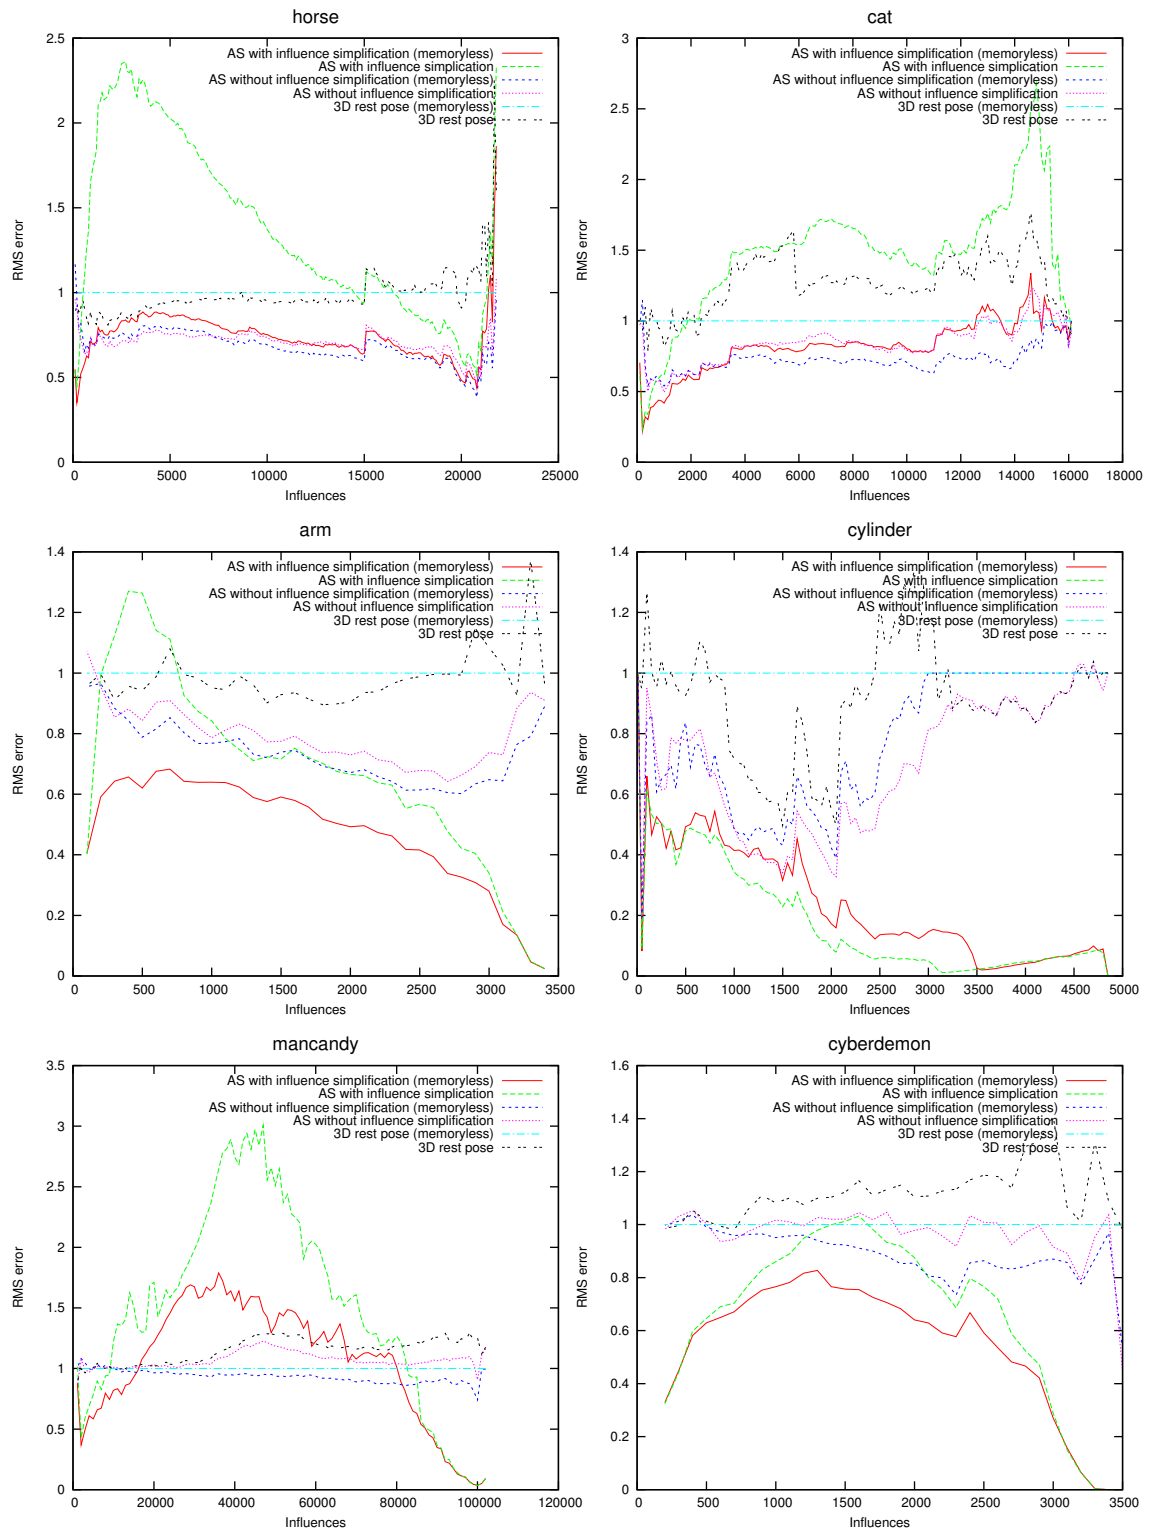 horse
2.5
2
1.5
1
0.5
0
RMS error
AS with influence simplification (memoryless)
AS with influence simplication
AS without influence simplification (memoryless)
AS without influence simplification
3D rest pose (memoryless)
3D rest pose
0 5000 10000 15000 20000 25000
Influences
cat
3
2.5
2
1.5
1
0.5
0
RMS error
AS with influence simplification (memoryless)
AS with influence simplication
AS without influence simplification (memoryless)
AS without influence simplification
3D rest pose (memoryless)
3D rest pose
0 2000 4000 6000 8000 10000 12000 14000 16000 18000
Influences
arm
1.4
1.2
1
0.8
0.6
0.4
0.2
0
RMS error
AS with influence simplification (memoryless)
AS with influence simplication
AS without influence simplification (memoryless)
AS without influence simplification
3D rest pose (memoryless)
3D rest pose
0 500 1000 1500 2000 2500 3000 3500
Influences
cylinder
1.4
1.2
1
0.8
0.6
0.4
0.2
0
RMS error
AS with influence simplification (memoryless)
AS with influence simplication
AS without influence simplification (memoryless)
AS without influence simplification
3D rest pose (memoryless)
3D rest pose
0 500 1000 1500 2000 2500 3000 3500 4000 4500 5000
Influences
mancandy
3.5
3
2.5
2
1.5
1
0.5
0
RMS error
AS with influence simplification (memoryless)
AS with influence simplication
AS without influence simplification (memoryless)
AS without influence simplification
3D rest pose (memoryless)
3D rest pose
0 20000 40000 60000 80000 100000 120000
Influences
cyberdemon
1.6
1.4
1.2
1
0.8
0.6
0.4
0.2
0
RMS error
AS with influence simplification (memoryless)
AS with influence simplication
AS without influence simplification (memoryless)
AS without influence simplification
3D rest pose (memoryless)
3D rest pose
0 500 1000 1500 2000 2500 3000 3500
Influences